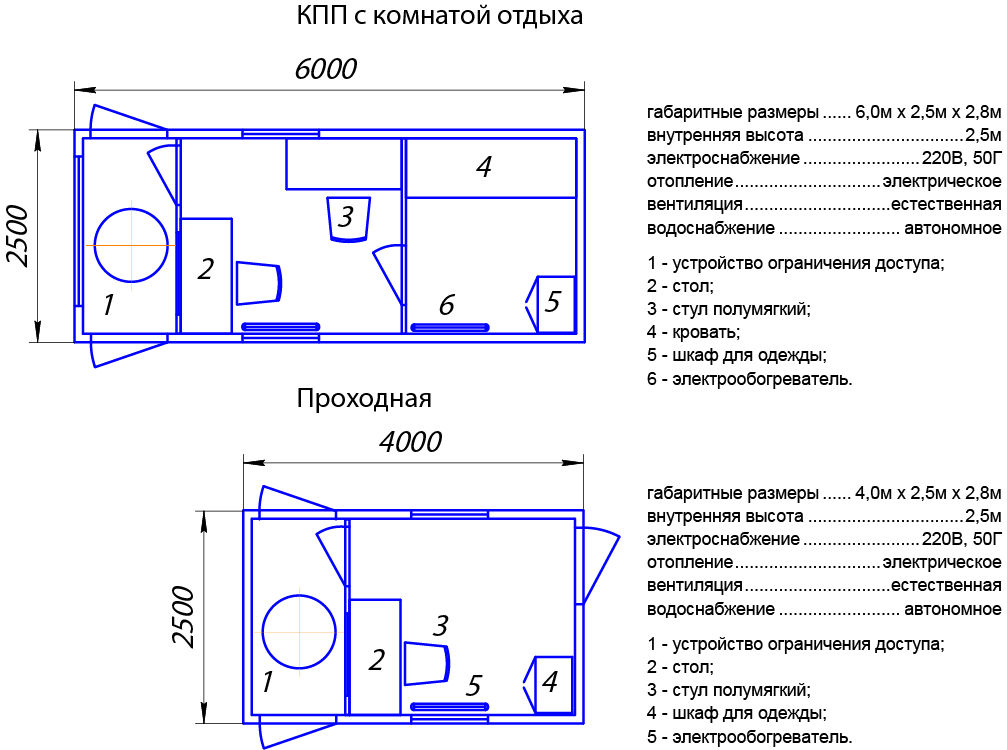 КПП с комнатой отдыха
6000
2500
1
2
3
4
5
6
габаритные размеры ...... 6,0м х 2,5м х 2,8м
внутренняя высота .................................. 2,5м
электроснабжение ......................... 220В, 50Г
отопление ............................... электрическое
вентиляция ............................... естественная
водоснабжение .......................... автономное
1 - устройство ограничения доступа;
2 - стол;
3 - стул полумягкий;
4 - кровать;
5 - шкаф для одежды;
6 - электрообогреватель.
Проходная
4000
2500
1
2
3
4
5
габаритные размеры ...... 4,0м х 2,5м х 2,8м
внутренняя высота .................................. 2,5м
электроснабжение ......................... 220В, 50Г
отопление ............................... электрическое
вентиляция ............................... естественная
водоснабжение .......................... автономное
1 - устройство ограничения доступа;
2 - стол;
3 - стул полумягкий;
4 - шкаф для одежды;
5 - электрообогреватель.